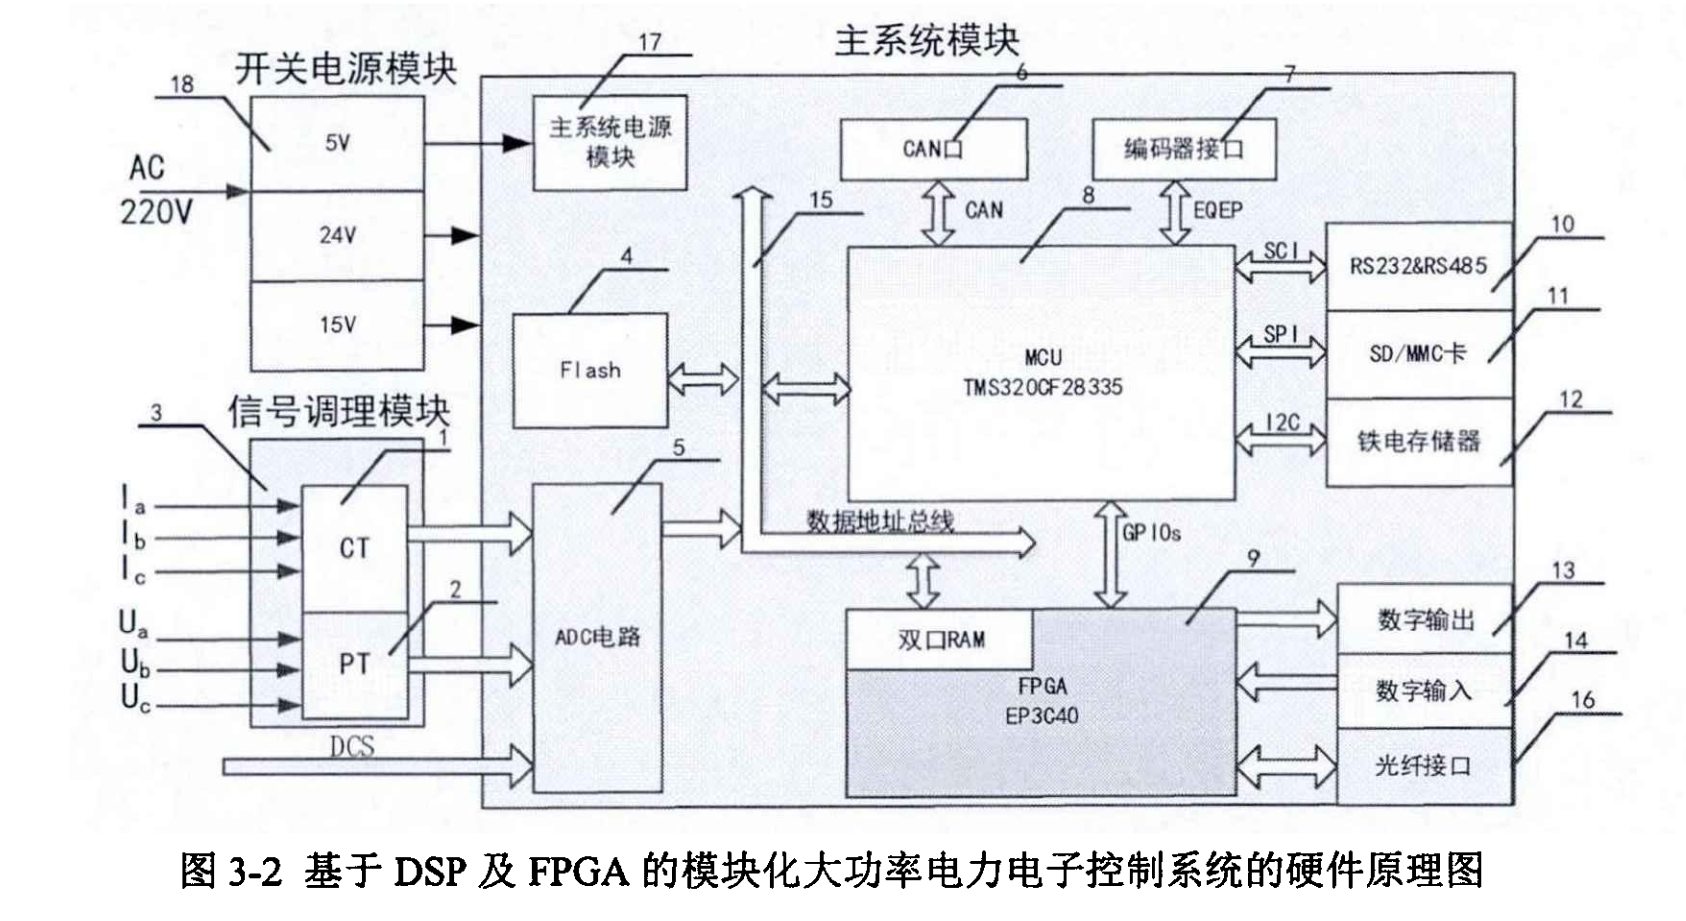 主系统模块
开关电源模块
17
18
6
7
5V
主系统电源
模块
CAN口
编码器接口
AC
220V
24V
15V
15
8
CAN
EQEP
4
SCI
10
RS232&RS485
11
SPI
SD/MMC卡
Flash
MCU
TMS320CF28335
12
I2C
铁电存储器
信号调理模块
3
1
5
Ia
Ib
Ic
CT
数据地址总线
GPIOs
9
13
2
Ua
Ub
Uc
PT
ADC电路
双口RAM
数字输出
14
FPGA
EP3C40
数字输入
16
DCS
光纤接口
图 3-2 基于 DSP 及 FPGA 的模块化大功率电力电子控制系统的硬件原理图